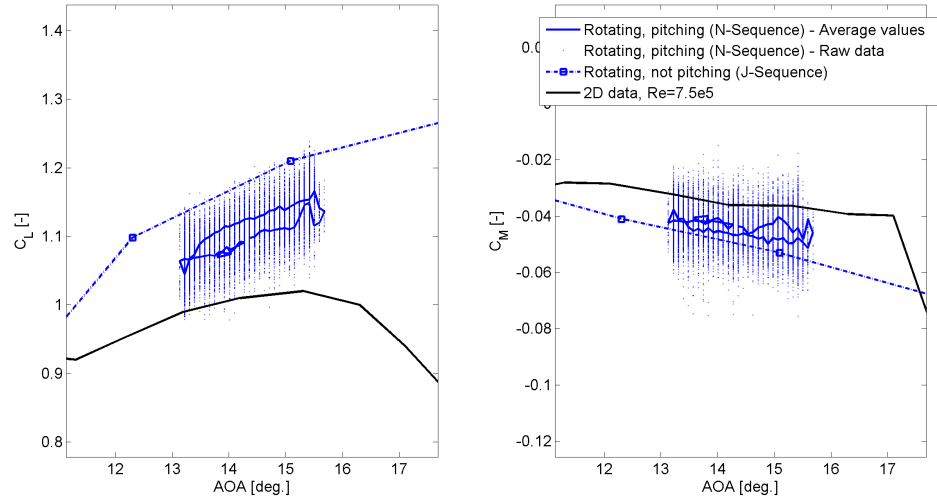 1.4
1.3
1.2
1.1
1
0.9
0.8
C_L [-]
12 13 14 15 16 17
AOA [deg.]
Rotating, pitching (N-Sequence) - Average values
Rotating, pitching (N-Sequence) - Raw data
Rotating, not pitching (J-Sequence)
2D data, Re=7.5e5
-0.02
-0.04
-0.06
-0.08
-0.1
-0.12
C_M [-]
12 13 14 15 16 17
AOA [deg.]